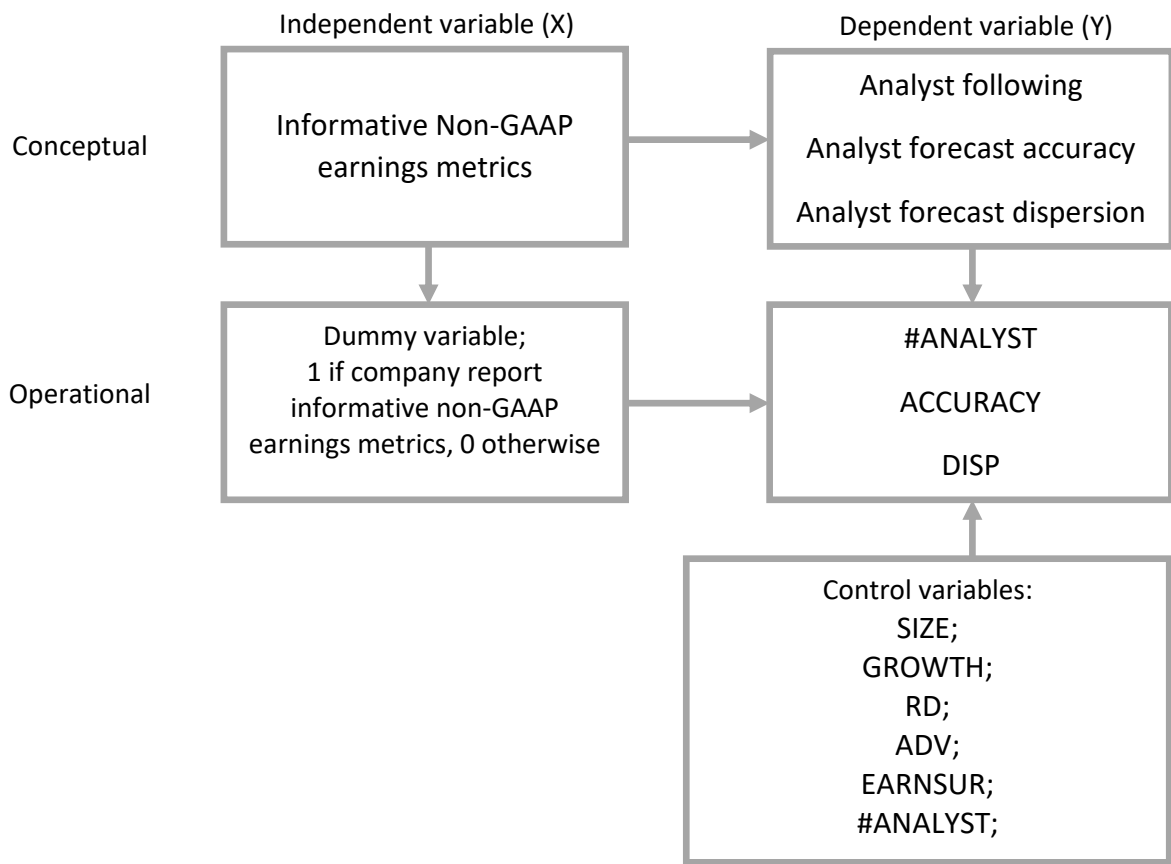 Independent variable (X)
Dependent variable (Y)
Conceptual
Informative Non-GAAP
earnings metrics
Analyst following
Analyst forecast accuracy
Analyst forecast dispersion
Operational
Dummy variable;
1 if company report
informative non-GAAP
earnings metrics, 0 otherwise
#ANALYST
ACCURACY
DISP
Control variables:
SIZE;
GROWTH;
RD;
ADV;
EARNSUR;
#ANALYST;